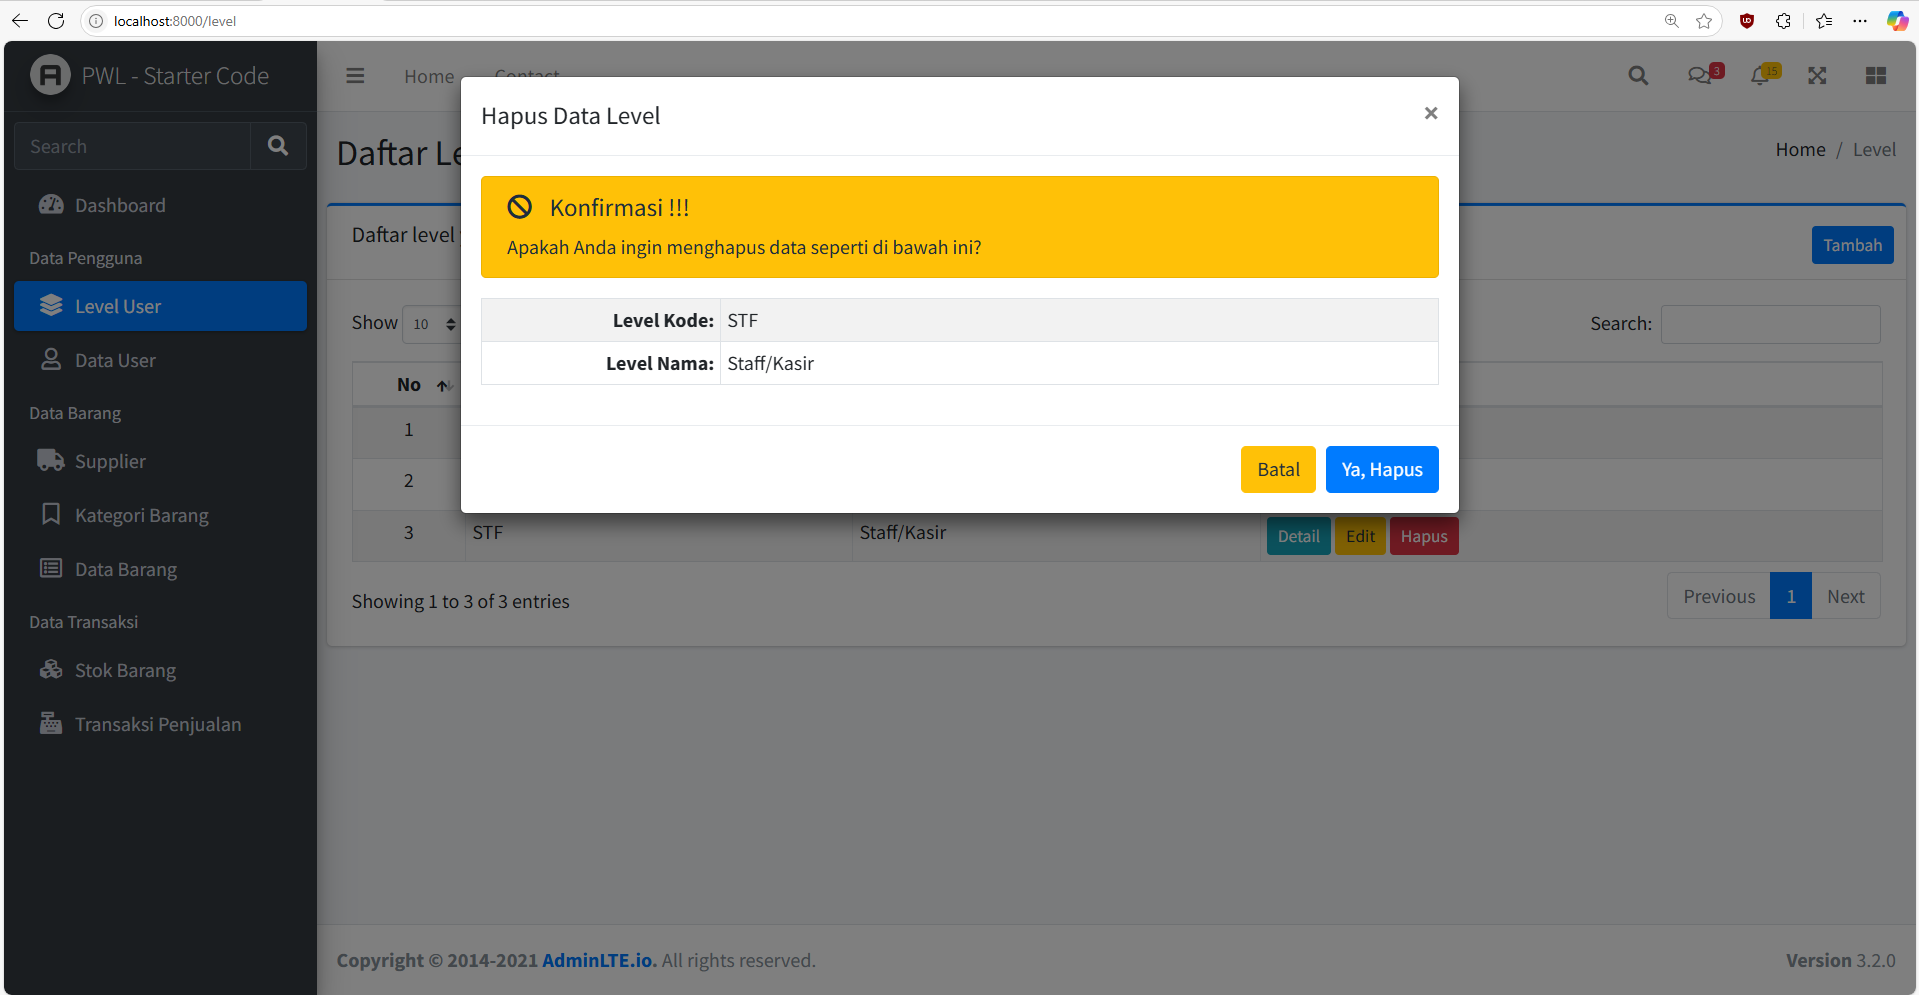 localhost:8000/level
PWL - Starter Code
Home
Contact
3
15
Search
Dashboard
Data Pengguna
Level User
Data User
Data Barang
Supplier
Kategori Barang
Data Barang
Data Transaksi
Stok Barang
Transaksi Penjualan
Daftar Le
Home / Level
Daftar level
Tambah
Show 10
Search:
No
1
2
3 STF Staff/Kasir Detail Edit Hapus
Showing 1 to 3 of 3 entries
Previous 1 Next
Hapus Data Level ×
Konfirmasi !!!
Apakah Anda ingin menghapus data seperti di bawah ini?
Level Kode: STF
Level Nama: Staff/Kasir
Batal Ya, Hapus
Copyright © 2014-2021 AdminLTE.io. All rights reserved.
Version 3.2.0